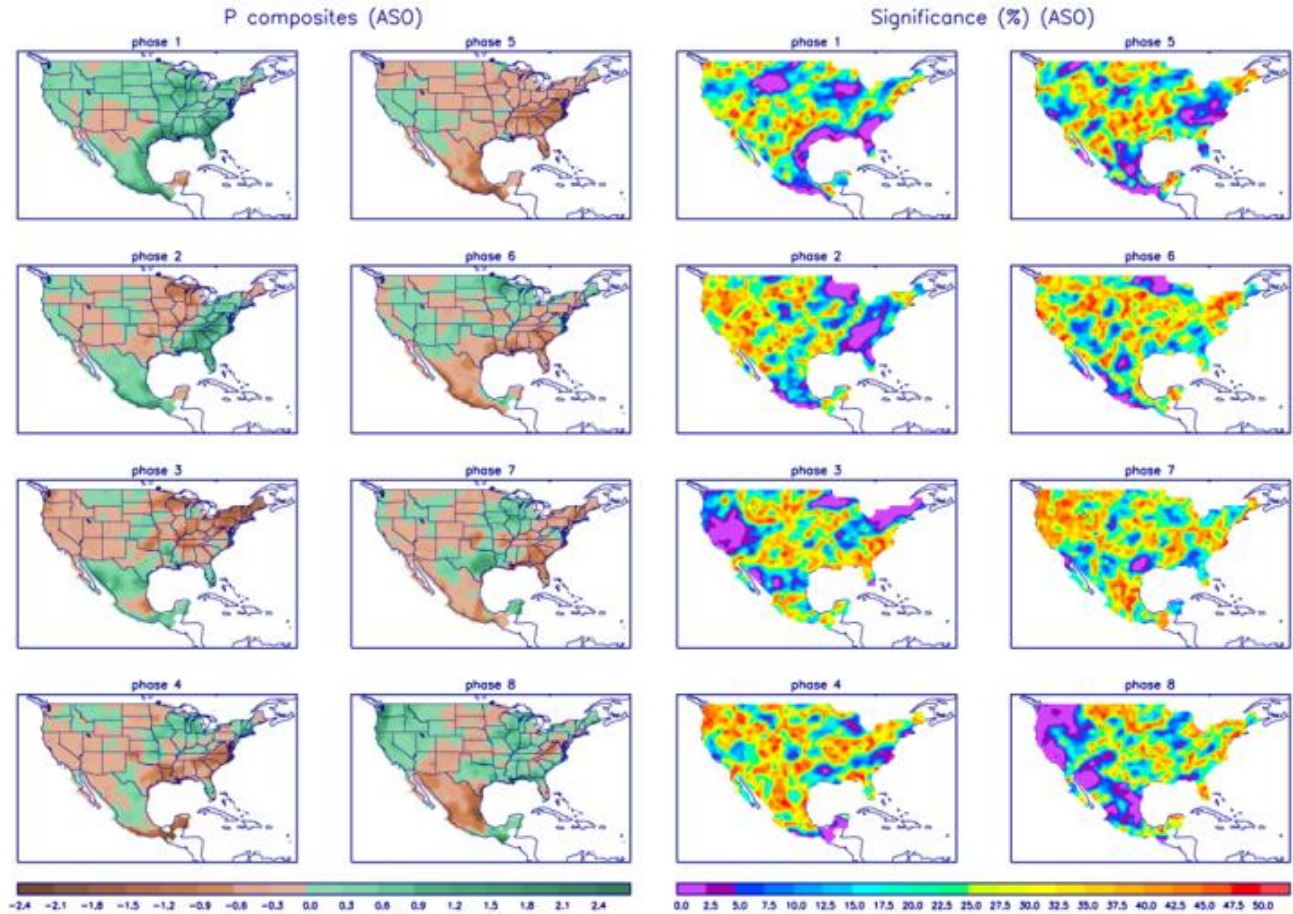 P composites (ASO)
Significance (%) (ASO)
phase 1
phase 5
phase 1
phase 5
phase 2
phase 6
phase 2
phase 6
phase 3
phase 7
phase 3
phase 7
phase 4
phase 8
phase 4
phase 8
-2.4 -2.1 -1.8 -1.5 -1.2 -0.9 -0.6 -0.3 0.0 0.3 0.6 0.9 1.2 1.5 1.8 2.1 2.4
0.0 2.5 5.0 7.5 10.0 12.5 15.0 17.5 20.0 22.5 25.0 27.5 30.0 32.5 35.0 37.5 40.0 42.5 45.0 47.5 50.0